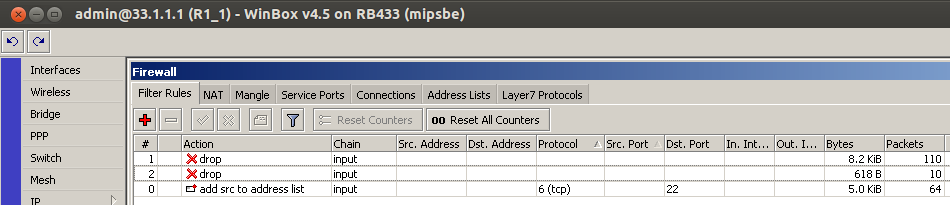 admin@33.1.1.1 (R1_1) - WinBox v4.5 on RB433 (mipsbe)
Interfaces
Wireless
Bridge
PPP
Switch
Mesh
IP
Firewall
Filter Rules NAT Mangle Service Ports Connections Address Lists Layer7 Protocols
Reset Counters 00 Reset All Counters
# Action Chain Src. Address Dst. Address Protocol Src. Port Dst. Port In. Int... Out. I... Bytes Packets
1 drop input 8.2 KiB 110
2 drop input 618 B 10
0 add src to address list input 6 (tcp) 22 5.0 KiB 64